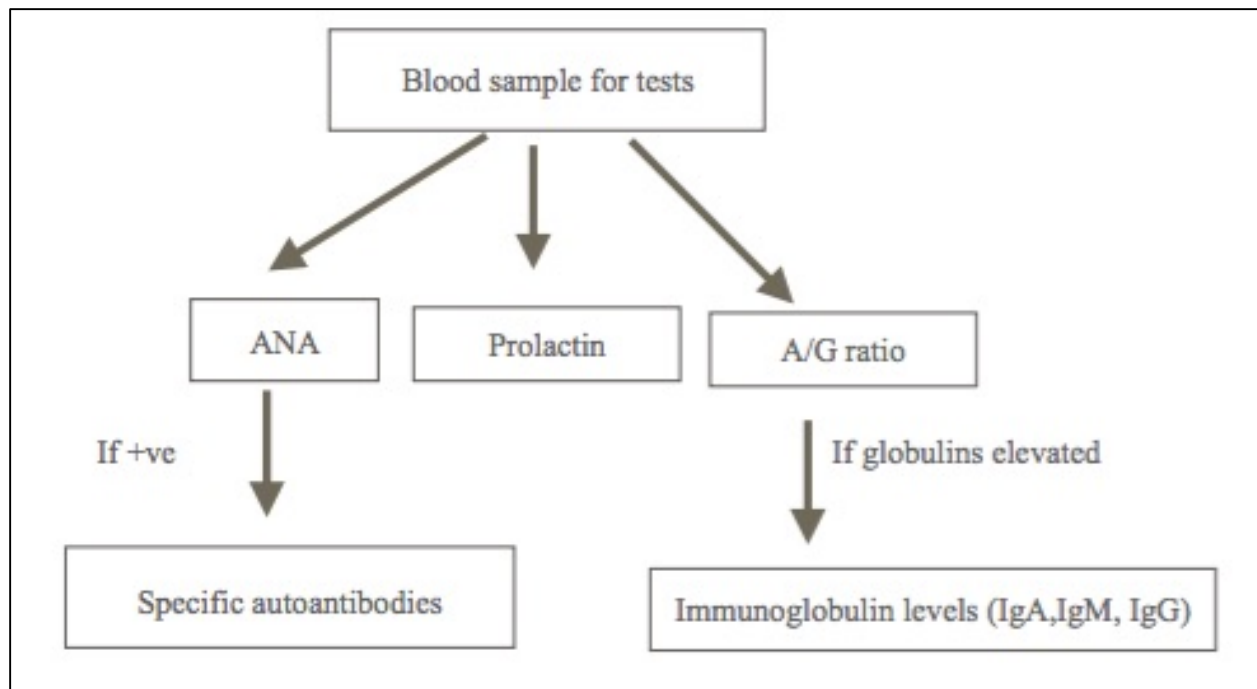 Blood sample for tests
ANA
Prolactin
A/G ratio
If +ve
If globulins elevated
Specific autoantibodies
Immunoglobulin levels (IgA,IgM, IgG)